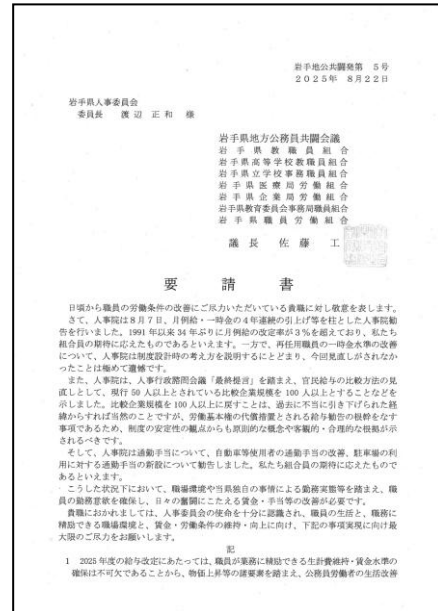 岩手地公共闘発第 5号
2025年 8月22日
岩手県人事委員会
委員長 渡辺 正和 様
岩手県地方公務員共闘会議
岩手県教職員組合
岩手県高等学校教職員組合
岩手県立学校事務職員組合
岩手県医療局労働組合
岩手県企業局労働組合
岩手県教育委員会事務局職員組合
岩手県職員労働組合
議長 佐藤 工
要請書
日頃から職員の労働条件の改善にご尽力いただいている貴職に対し敬意を表します。
さて、人事院は8月7日、月例給・一時金の4年連続の引上げ等を柱とした人事院勧
告を行いました。1991年以来34年ぶりに月例給の改定率が3%を超えており、私たち
組合員の期待に応えたものであるといえます。一方で、再任用職員の一時金水準の改善
について、人事院は制度設計時の考え方を説明するにとどまり、今回見直しがされなか
ったことは極めて遺憾です。
また、人事院は、人事行政諮問会議「最終提言」を踏まえ、官民給与の比較方法の見
直しとして、現行50人以上とされている比較企業規模を100人以上とすることなどを
示しました。比較企業規模を100人以上に戻すことは、過去に不当に引き下げられた経
緯からすれば当然のことですが、労働基本権の代償措置とされる給与勧告の根幹をなす
事項であるため、制度の安定性の観点からも原則的な概念や客観的・合理的な根拠が示
されるべきです。
そして、人事院は通勤手当について、自動車等使用者の通勤手当の改善、駐車場の利
用に対する通勤手当の新設について勧告しました。私たち組合員の期待に応えたもので
あるといえます。
こうした状況下において、職場環境や当県独自の事情による勤務実態等を踏まえ、職
員の勤務意欲を確保し、日々の奮闘にこたえる賃金・手当等の改善が必要です。
貴職におかれましては、人事委員会の使命を十分に認識され、職員の生活と、職務に
精励できる職場環境と、賃金・労働条件の維持・向上に向け、下記の事項実現に向け最
大限のご尽力をお願いします。
記
1 2025年度の給与改定にあたっては、職員が業務に精励できる生計費維持・賃金水準の
確保は不可欠であることから、物価上昇等の諸要素を踏まえ、公務員労働者の生活改善